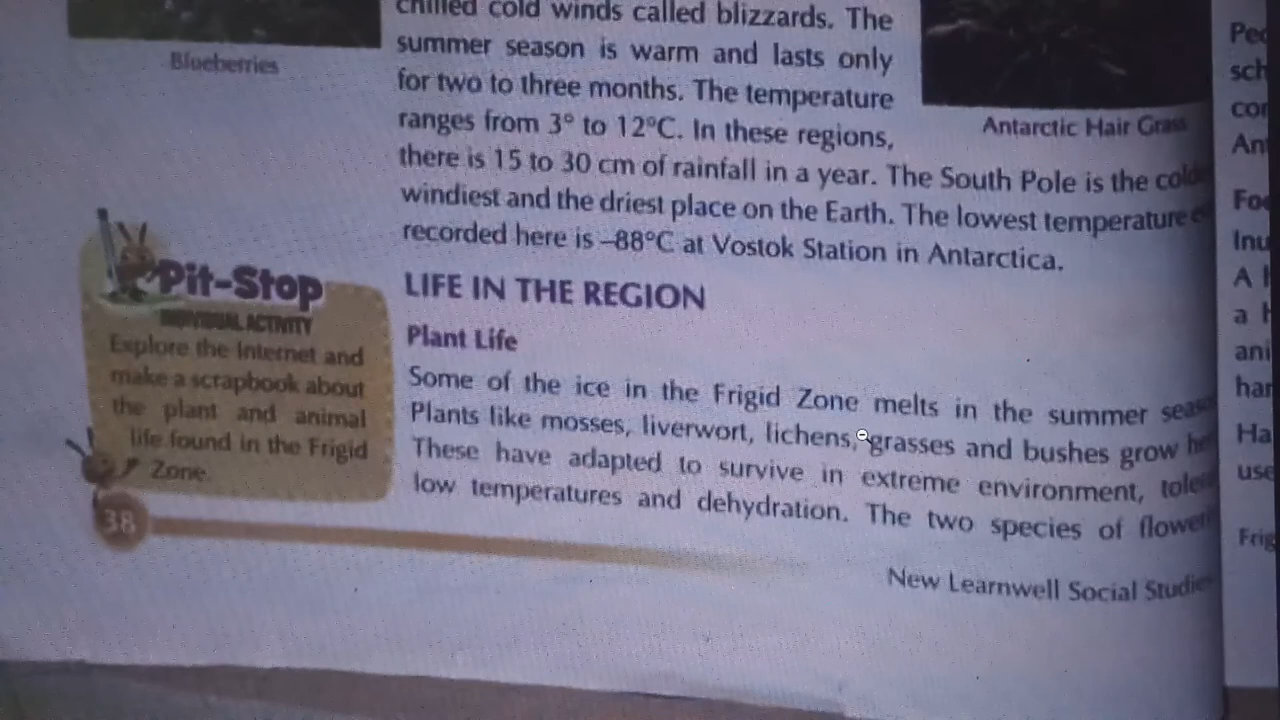 Blueberries
chilled cold winds called blizzards. The
summer season is warm and lasts only
for two to three months. The temperature
ranges from 3° to 12°C. In these regions,
there is 15 to 30 cm of rainfall in a year. The South Pole is the
windiest and the driest place on the Earth. The lowest temperature
recorded here is –88°C at Vostok Station in Antarctica.
Antarctic Hair Grass
Pit-Stop
INDIVIDUAL ACTIVITY
Explore the Internet and
make a scrapbook about
the plant and animal
life found in the Frigid
Zone.
LIFE IN THE REGION
Plant Life
Some of the ice in the Frigid Zone melts in the summer
Plants like mosses, liverwort, lichens, grasses and bushes grow
These have adapted to survive in extreme environment,
low temperatures and dehydration. The two species of
38
New Learnwell Social